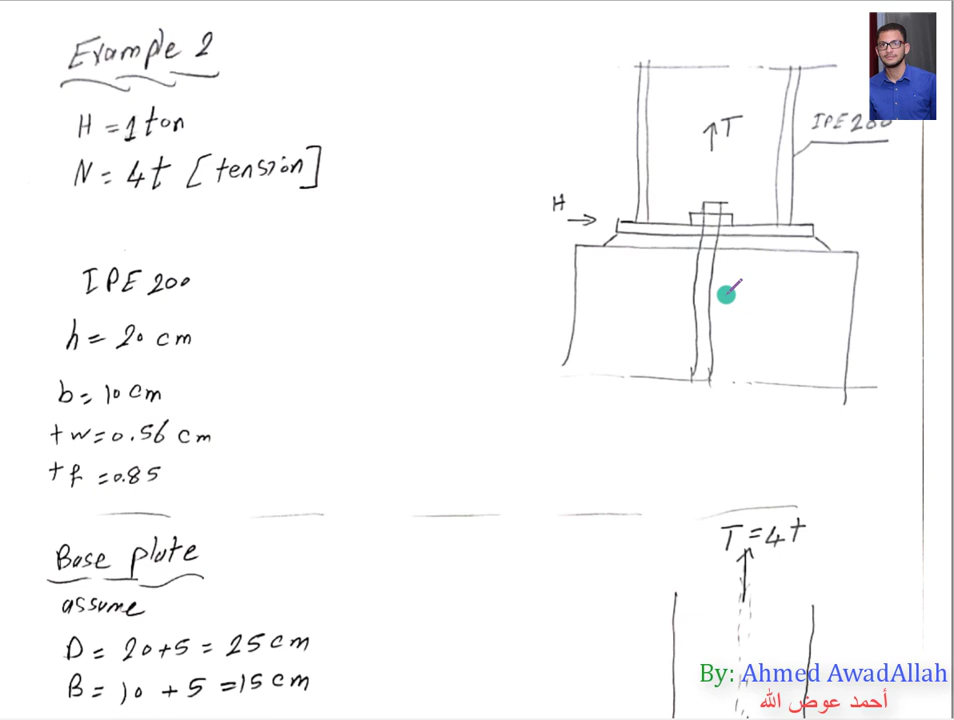 Example 2
H = 1 ton
N = 4t [tension]
IPE 200
h = 20 cm
b = 10 cm
tw = 0.56 cm
tf = 0.85
Base plate
assume
D = 20 + 5 = 25 cm
B = 10 + 5 = 15 cm
T
IPE 200
H
T = 4t
By: Ahmed AwadAllah
أحمد عوض الله